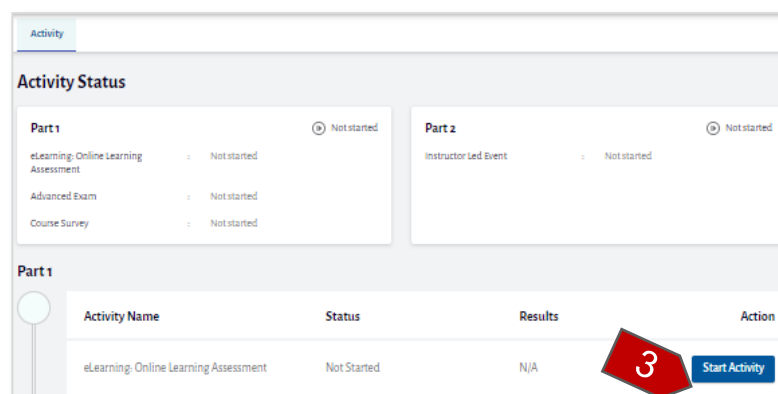 Activity
Activity Status
Part 1 Not started
eLearning: Online Learning Assessment : Not started
Advanced Exam : Not started
Course Survey : Not started
Part 2 Not started
Instructor Led Event : Not started
Part 1
Activity Name Status Results Action
eLearning: Online Learning Assessment Not Started N/A 3 Start Activity